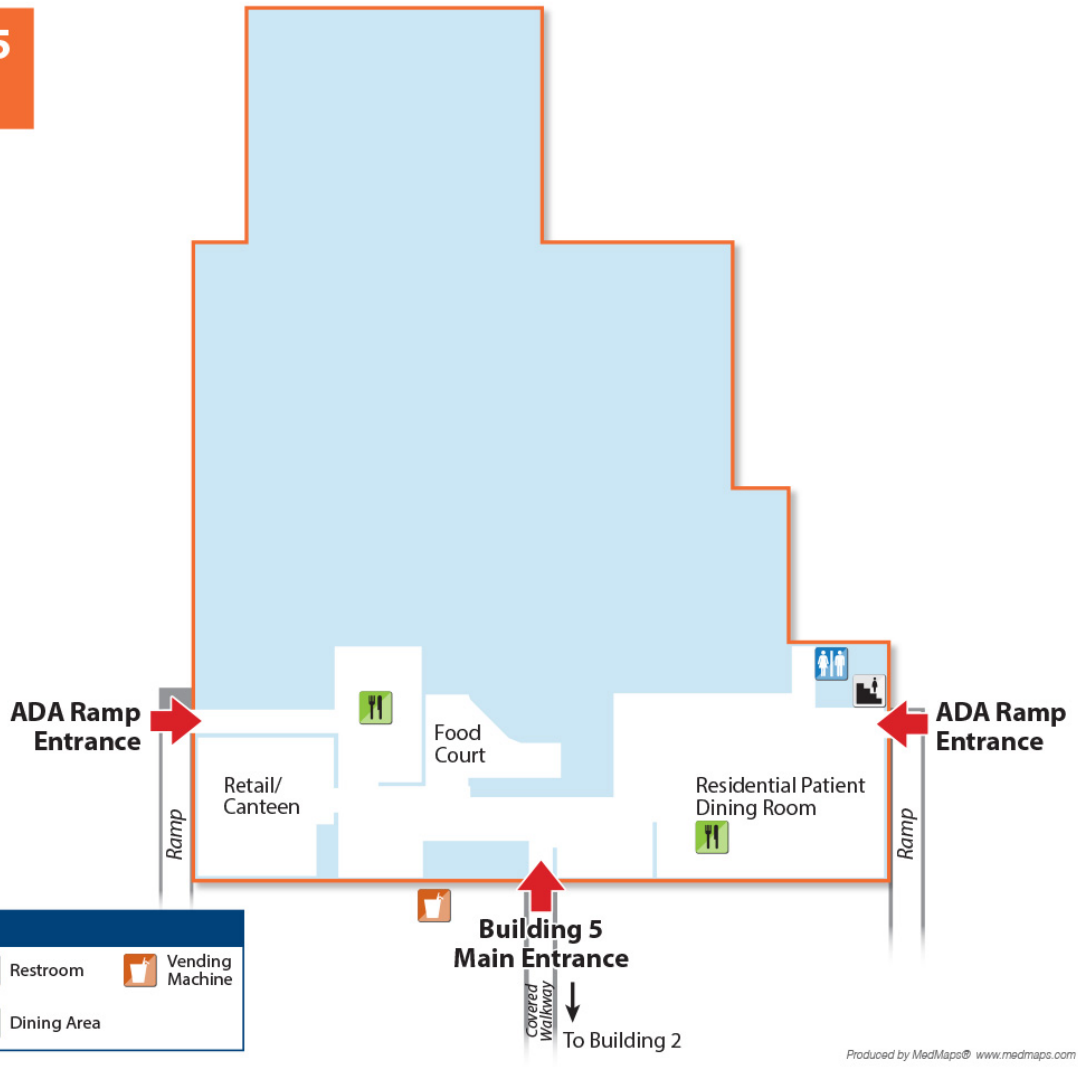 5
ADA Ramp
Entrance
Ramp
Retail/
Canteen
Food
Court
Residential Patient
Dining Room
ADA Ramp
Entrance
Ramp
Building 5
Main Entrance
Covered
Walkway
To Building 2
Restroom
Vending
Machine
Dining Area
Produced by MedMaps® www.medmaps.com